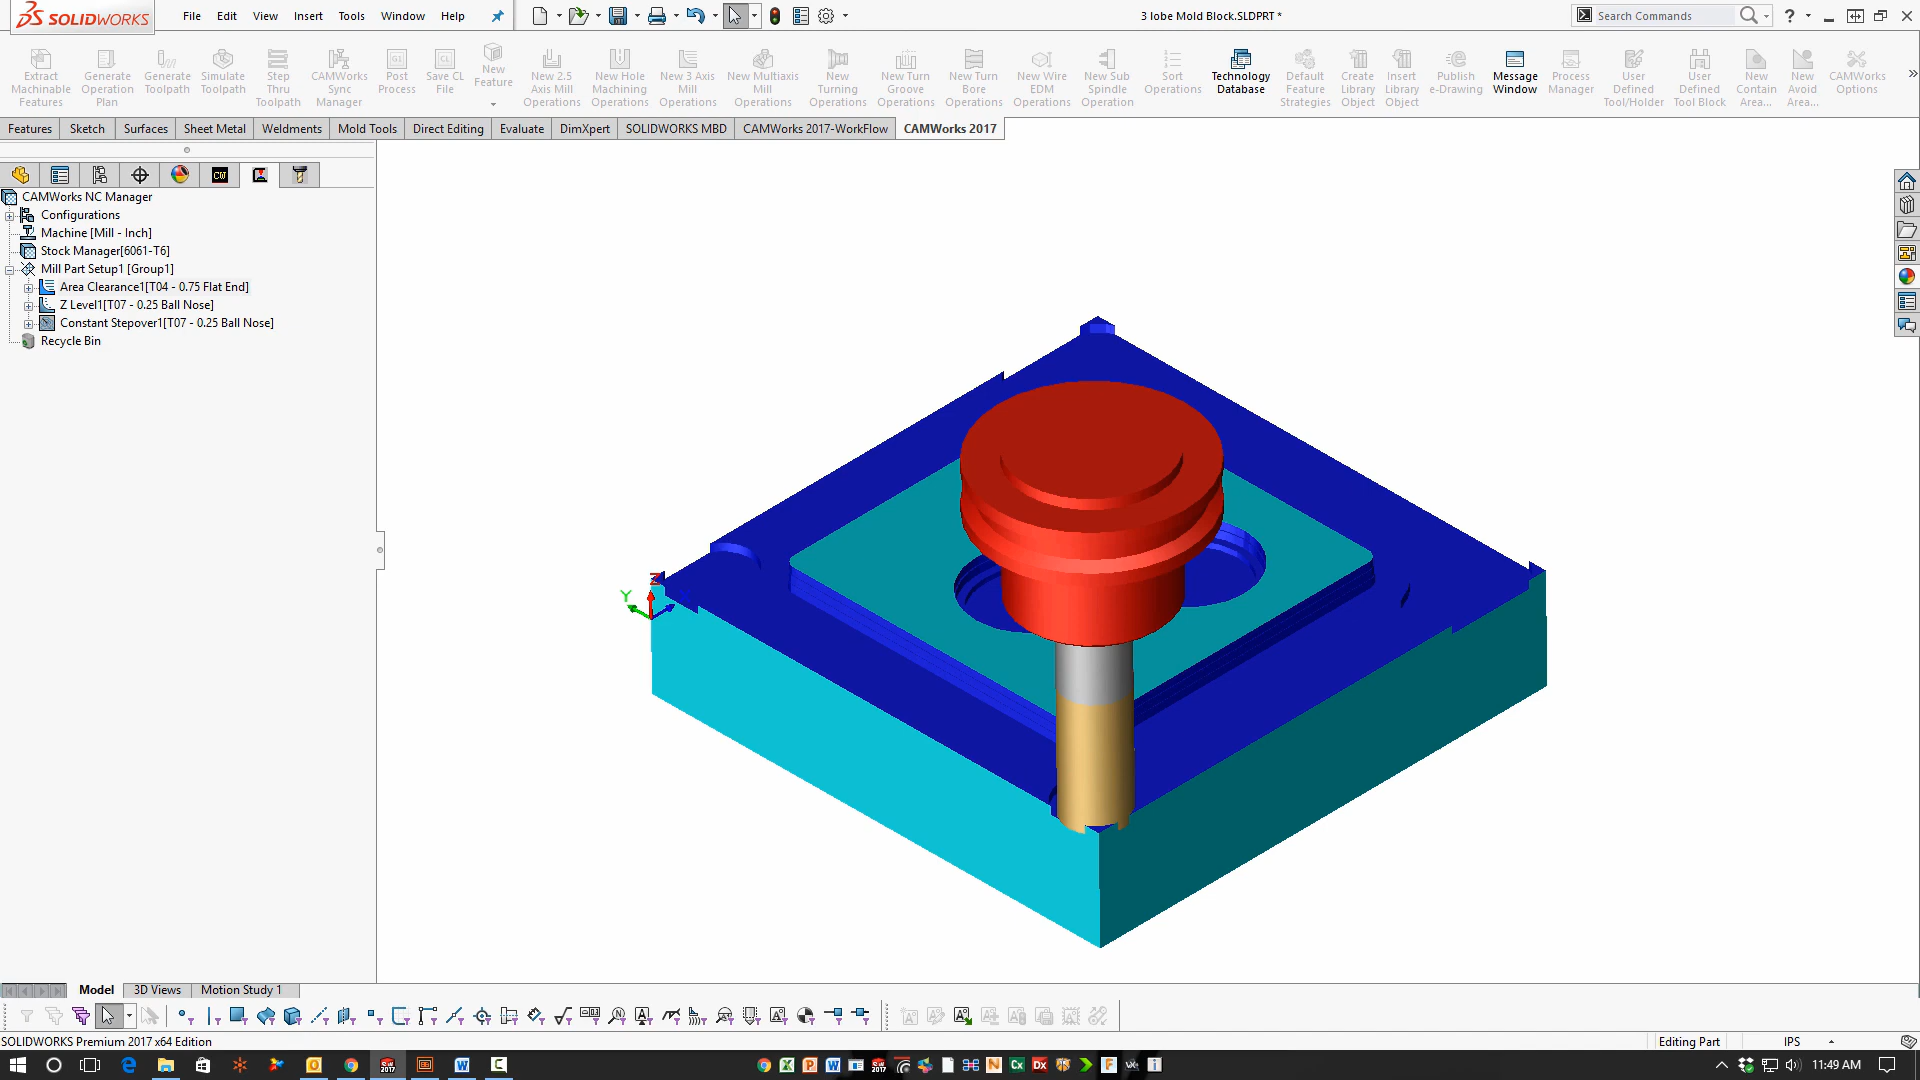 SOLIDWORKS
File Edit View Insert Tools Window Help
3 lobe Mold Block.SLDPRT *
Search Commands
Extract Machinable Features
Generate Operation Plan
Generate Toolpath
Simulate Toolpath
Step Thru Toolpath
CAMWorks Sync Manager
Post Process
Save CL File
New Feature
New 2.5 Axis Mill Operations
New Hole Machining Operations
New 3 Axis Mill Operations
New Multiaxis Mill Operations
New Turning Operations
New Turn Groove Operations
New Turn Bore Operations
New Wire EDM Operations
New Sub Spindle Operation
Sort Operations
Technology Database
Default Feature Strategies
Create Library Object
Insert Library Object
Publish e-Drawing
Message Window
Process Manager
User Defined Tool/Holder
User Defined Tool Block
New Contain Area...
New Avoid Area...
CAMWorks Options
Features Sketch Surfaces Sheet Metal Weldments Mold Tools Direct Editing Evaluate DimXpert SOLIDWORKS MBD CAMWorks 2017-WorkFlow CAMWorks 2017
CAMWorks NC Manager
Configurations
Machine [Mill - Inch]
Stock Manager[6061-T6]
Mill Part Setup1 [Group1]
Area Clearance1[T04 - 0.75 Flat End]
Z Level1[T07 - 0.25 Ball Nose]
Constant Stepover1[T07 - 0.25 Ball Nose]
Recycle Bin
Z
Y
Model 3D Views Motion Study 1
SOLIDWORKS Premium 2017 x64 Edition
Editing Part
IPS
11:49 AM